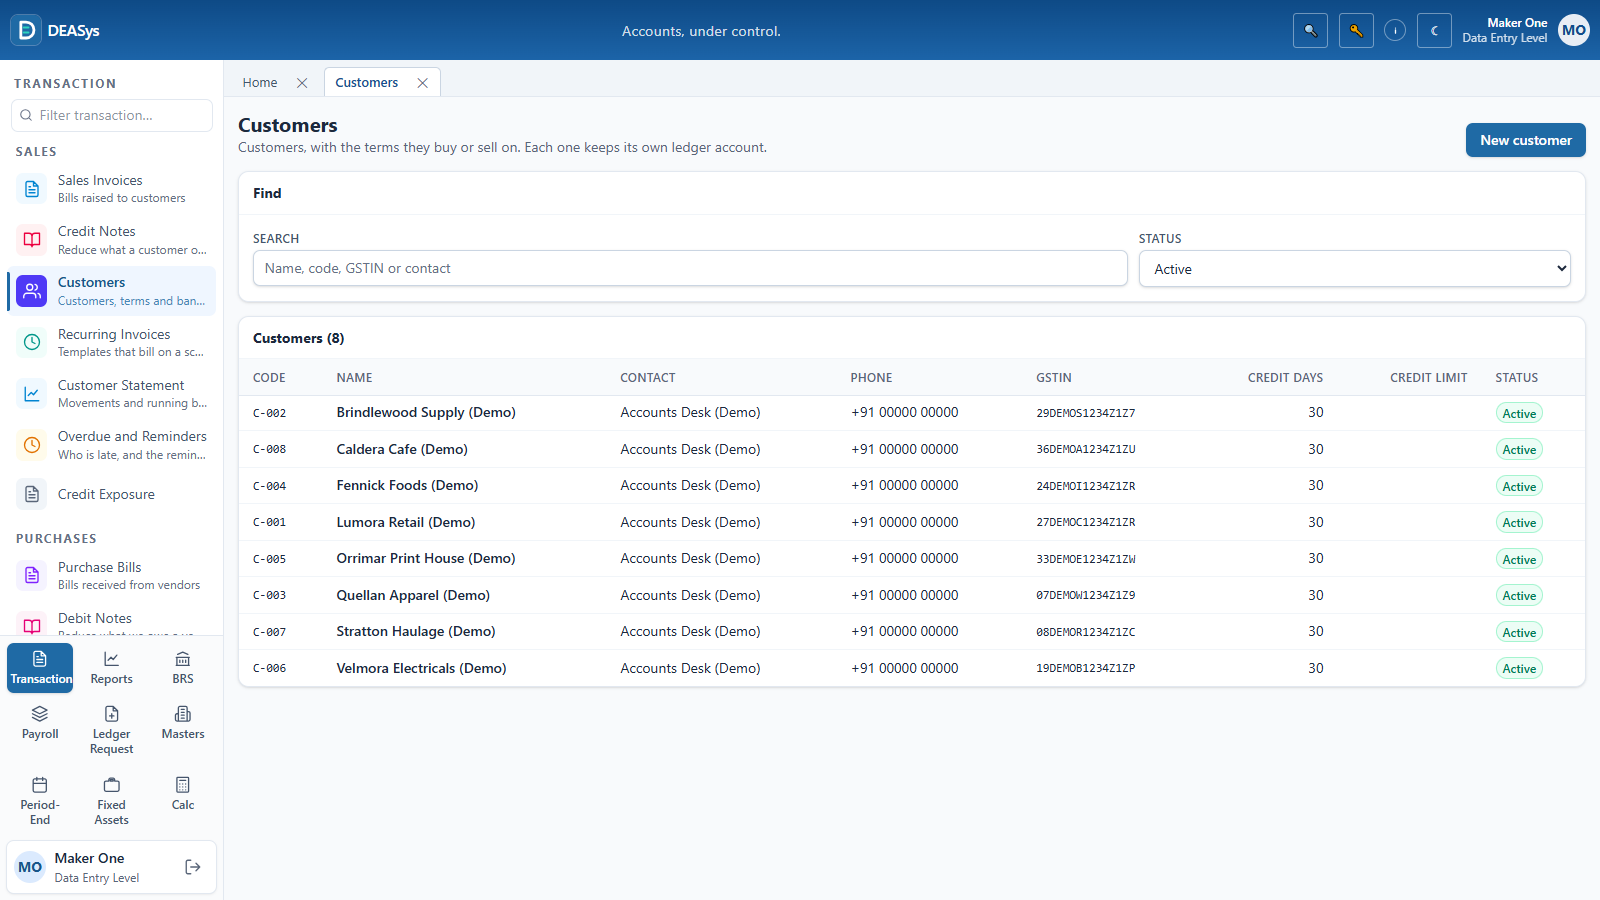 DEASys
Accounts, under control.
Maker One
Data Entry Level
MO
TRANSACTION
Filter transaction...
SALES
Sales Invoices
Bills raised to customers
Credit Notes
Reduce what a customer o...
Customers
Customers, terms and ban...
Recurring Invoices
Templates that bill on a sc...
Customer Statement
Movements and running b...
Overdue and Reminders
Who is late, and the remin...
Credit Exposure
PURCHASES
Purchase Bills
Bills received from vendors
Debit Notes
Transaction
Reports
BRS
Payroll
Ledger Request
Masters
Period-End
Fixed Assets
Calc
MO
Maker One
Data Entry Level
Home
Customers
Customers
Customers, with the terms they buy or sell on. Each one keeps its own ledger account.
New customer
Find
SEARCH
Name, code, GSTIN or contact
STATUS
Active
Customers (8)
CODE NAME CONTACT PHONE GSTIN CREDIT DAYS CREDIT LIMIT STATUS
C-002 Brindlewood Supply (Demo) Accounts Desk (Demo) +91 00000 00000 29DEMOS1234Z1Z7 30 Active
C-008 Caldera Cafe (Demo) Accounts Desk (Demo) +91 00000 00000 36DEMOA1234Z1ZU 30 Active
C-004 Fennick Foods (Demo) Accounts Desk (Demo) +91 00000 00000 24DEMOI1234Z1ZR 30 Active
C-001 Lumora Retail (Demo) Accounts Desk (Demo) +91 00000 00000 27DEMOC1234Z1ZR 30 Active
C-005 Orrimar Print House (Demo) Accounts Desk (Demo) +91 00000 00000 33DEMOE1234Z1ZW 30 Active
C-003 Quellan Apparel (Demo) Accounts Desk (Demo) +91 00000 00000 07DEMOW1234Z1Z9 30 Active
C-007 Stratton Haulage (Demo) Accounts Desk (Demo) +91 00000 00000 08DEMOR1234Z1ZC 30 Active
C-006 Velmora Electricals (Demo) Accounts Desk (Demo) +91 00000 00000 19DEMOB1234Z1ZP 30 Active